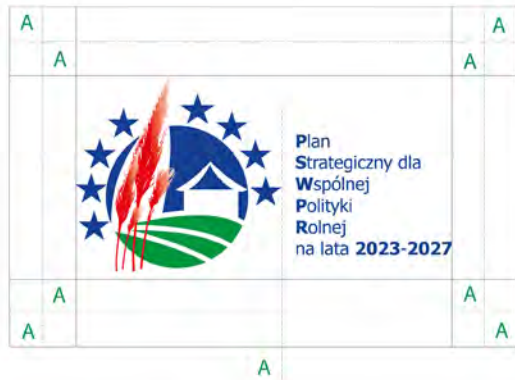 A A
A A
Plan
Strategiczny dla
Wspólnej
Polityki
Rolnej
na lata 2023-2027
A A
A A
A